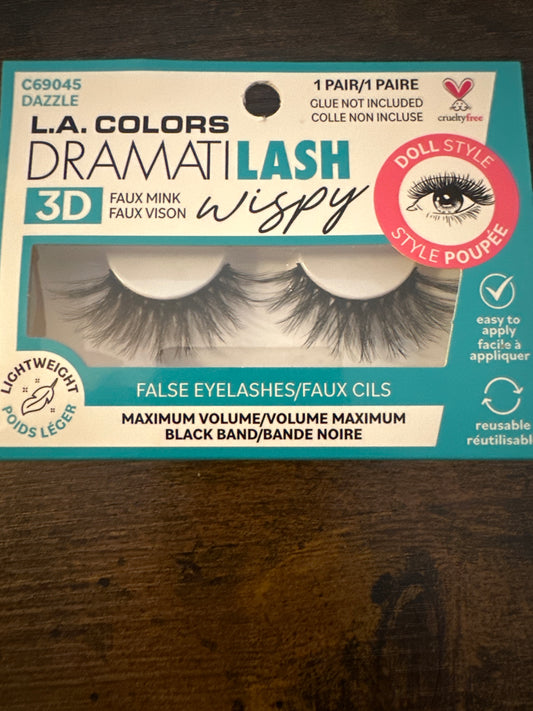 C69045
DAZZLE
1 PAIR/1 PAIRE
GLUE NOT INCLUDED
COLLE NON INCLUSE
crueltyfree
L.A. COLORS
DRAMATILASH
3D
FAUX MINK
FAUX VISON
wispy
DOLL STYLE
STYLE POUPÉE
easy to
apply
facile à
appliquer
LIGHTWEIGHT
POIDS LÉGER
FALSE EYELASHES/FAUX CILS
MAXIMUM VOLUME/VOLUME MAXIMUM
BLACK BAND/BANDE NOIRE
reusable
réutilisabl